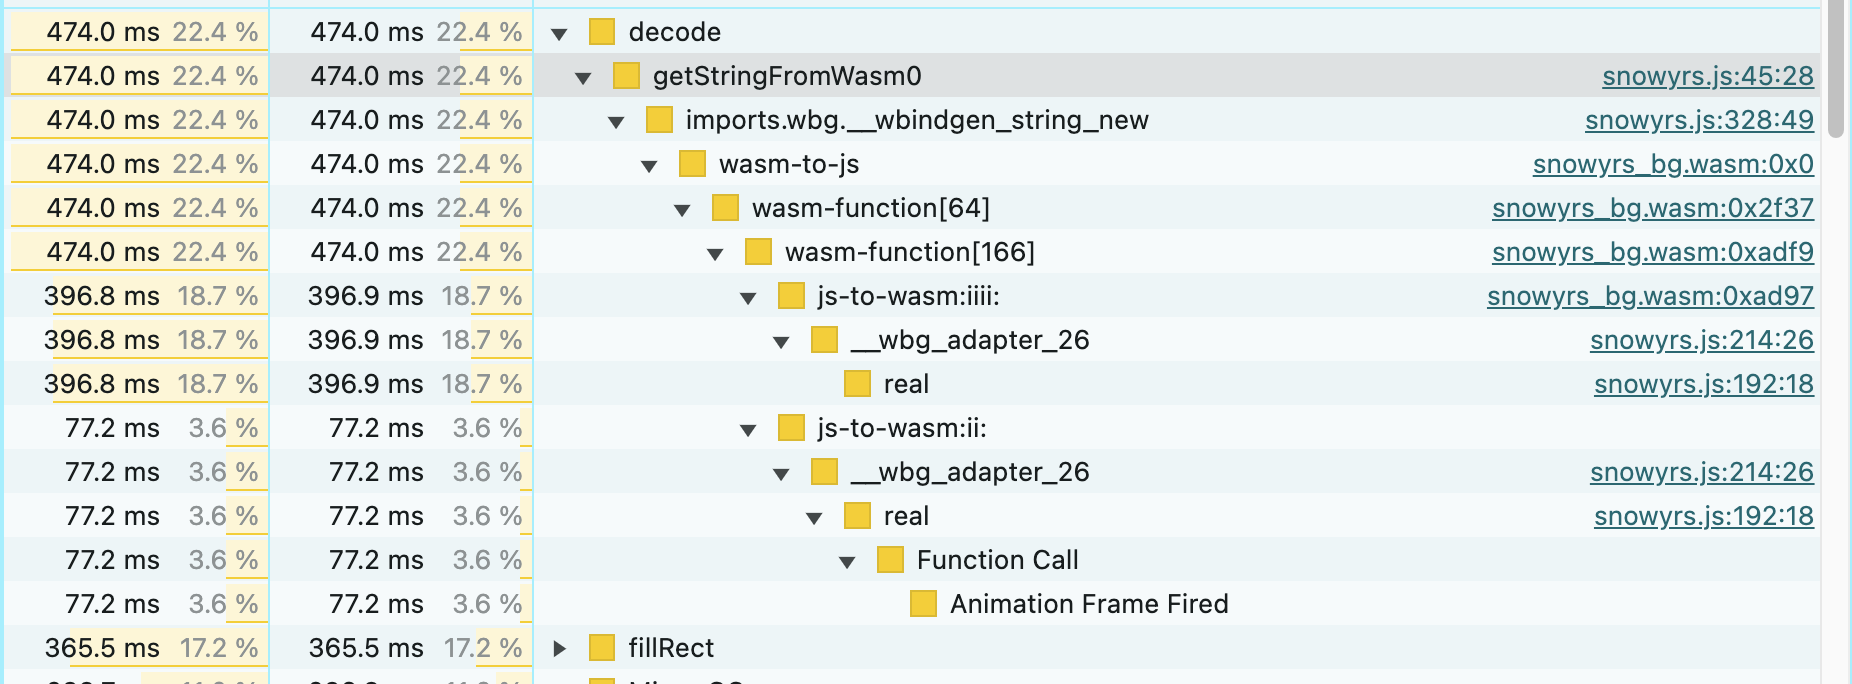 474.0 ms 22.4 % 474.0 ms 22.4 % decode
474.0 ms 22.4 % 474.0 ms 22.4 % getStringFromWasm0 snowyrs.js:45:28
474.0 ms 22.4 % 474.0 ms 22.4 % imports.wbg.__wbindgen_string_new snowyrs.js:328:49
474.0 ms 22.4 % 474.0 ms 22.4 % wasm-to-js snowyrs_bg.wasm:0x0
474.0 ms 22.4 % 474.0 ms 22.4 % wasm-function[64] snowyrs_bg.wasm:0x2f37
474.0 ms 22.4 % 474.0 ms 22.4 % wasm-function[166] snowyrs_bg.wasm:0xadf9
396.8 ms 18.7 % 396.9 ms 18.7 % js-to-wasm:iiii: snowyrs_bg.wasm:0xad97
396.8 ms 18.7 % 396.9 ms 18.7 % __wbg_adapter_26 snowyrs.js:214:26
396.8 ms 18.7 % 396.9 ms 18.7 % real snowyrs.js:192:18
77.2 ms 3.6 % 77.2 ms 3.6 % js-to-wasm:ii:
77.2 ms 3.6 % 77.2 ms 3.6 % __wbg_adapter_26 snowyrs.js:214:26
77.2 ms 3.6 % 77.2 ms 3.6 % real snowyrs.js:192:18
77.2 ms 3.6 % 77.2 ms 3.6 % Function Call
77.2 ms 3.6 % 77.2 ms 3.6 % Animation Frame Fired
365.5 ms 17.2 % 365.5 ms 17.2 % fillRect